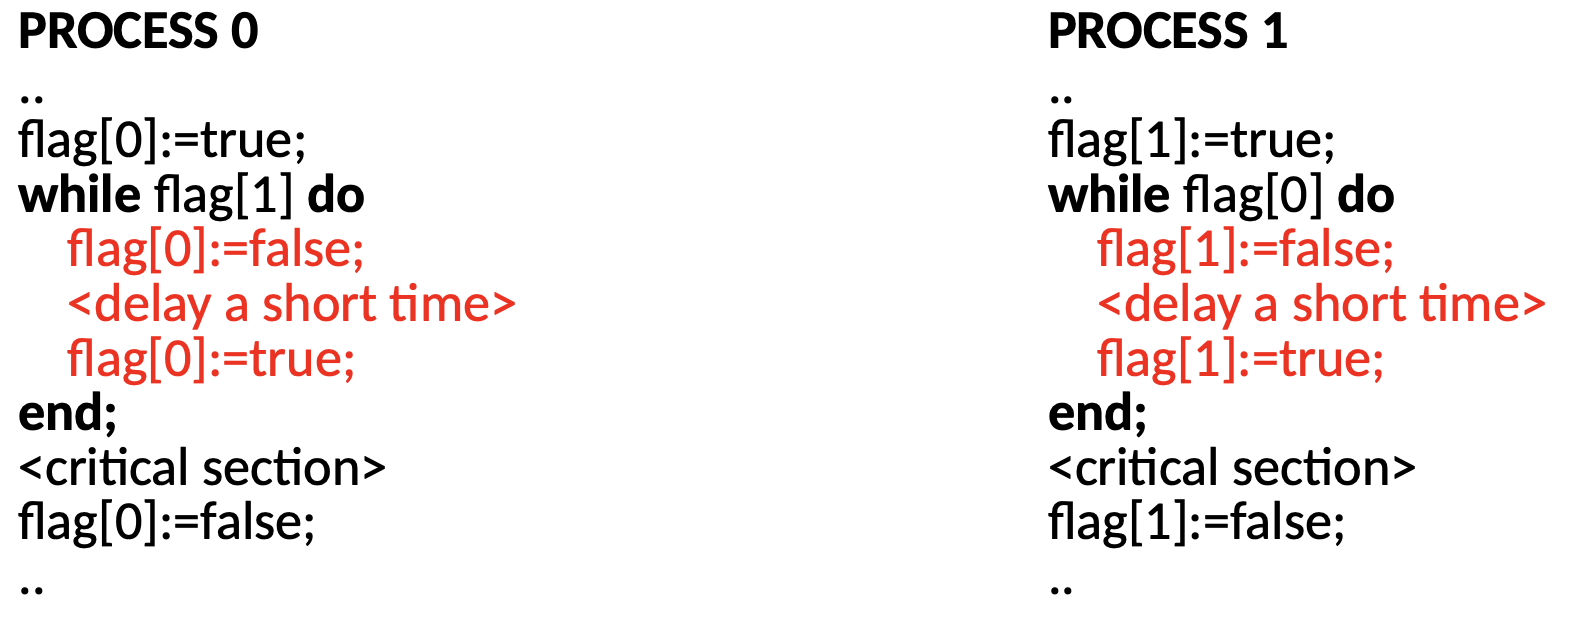 PROCESS 0
..
flag[0]:=true;
while flag[1] do
flag[0]:=false;
<delay a short time>
flag[0]:=true;
end;
<critical section>
flag[0]:=false;
..
PROCESS 1
..
flag[1]:=true;
while flag[0] do
flag[1]:=false;
<delay a short time>
flag[1]:=true;
end;
<critical section>
flag[1]:=false;
..